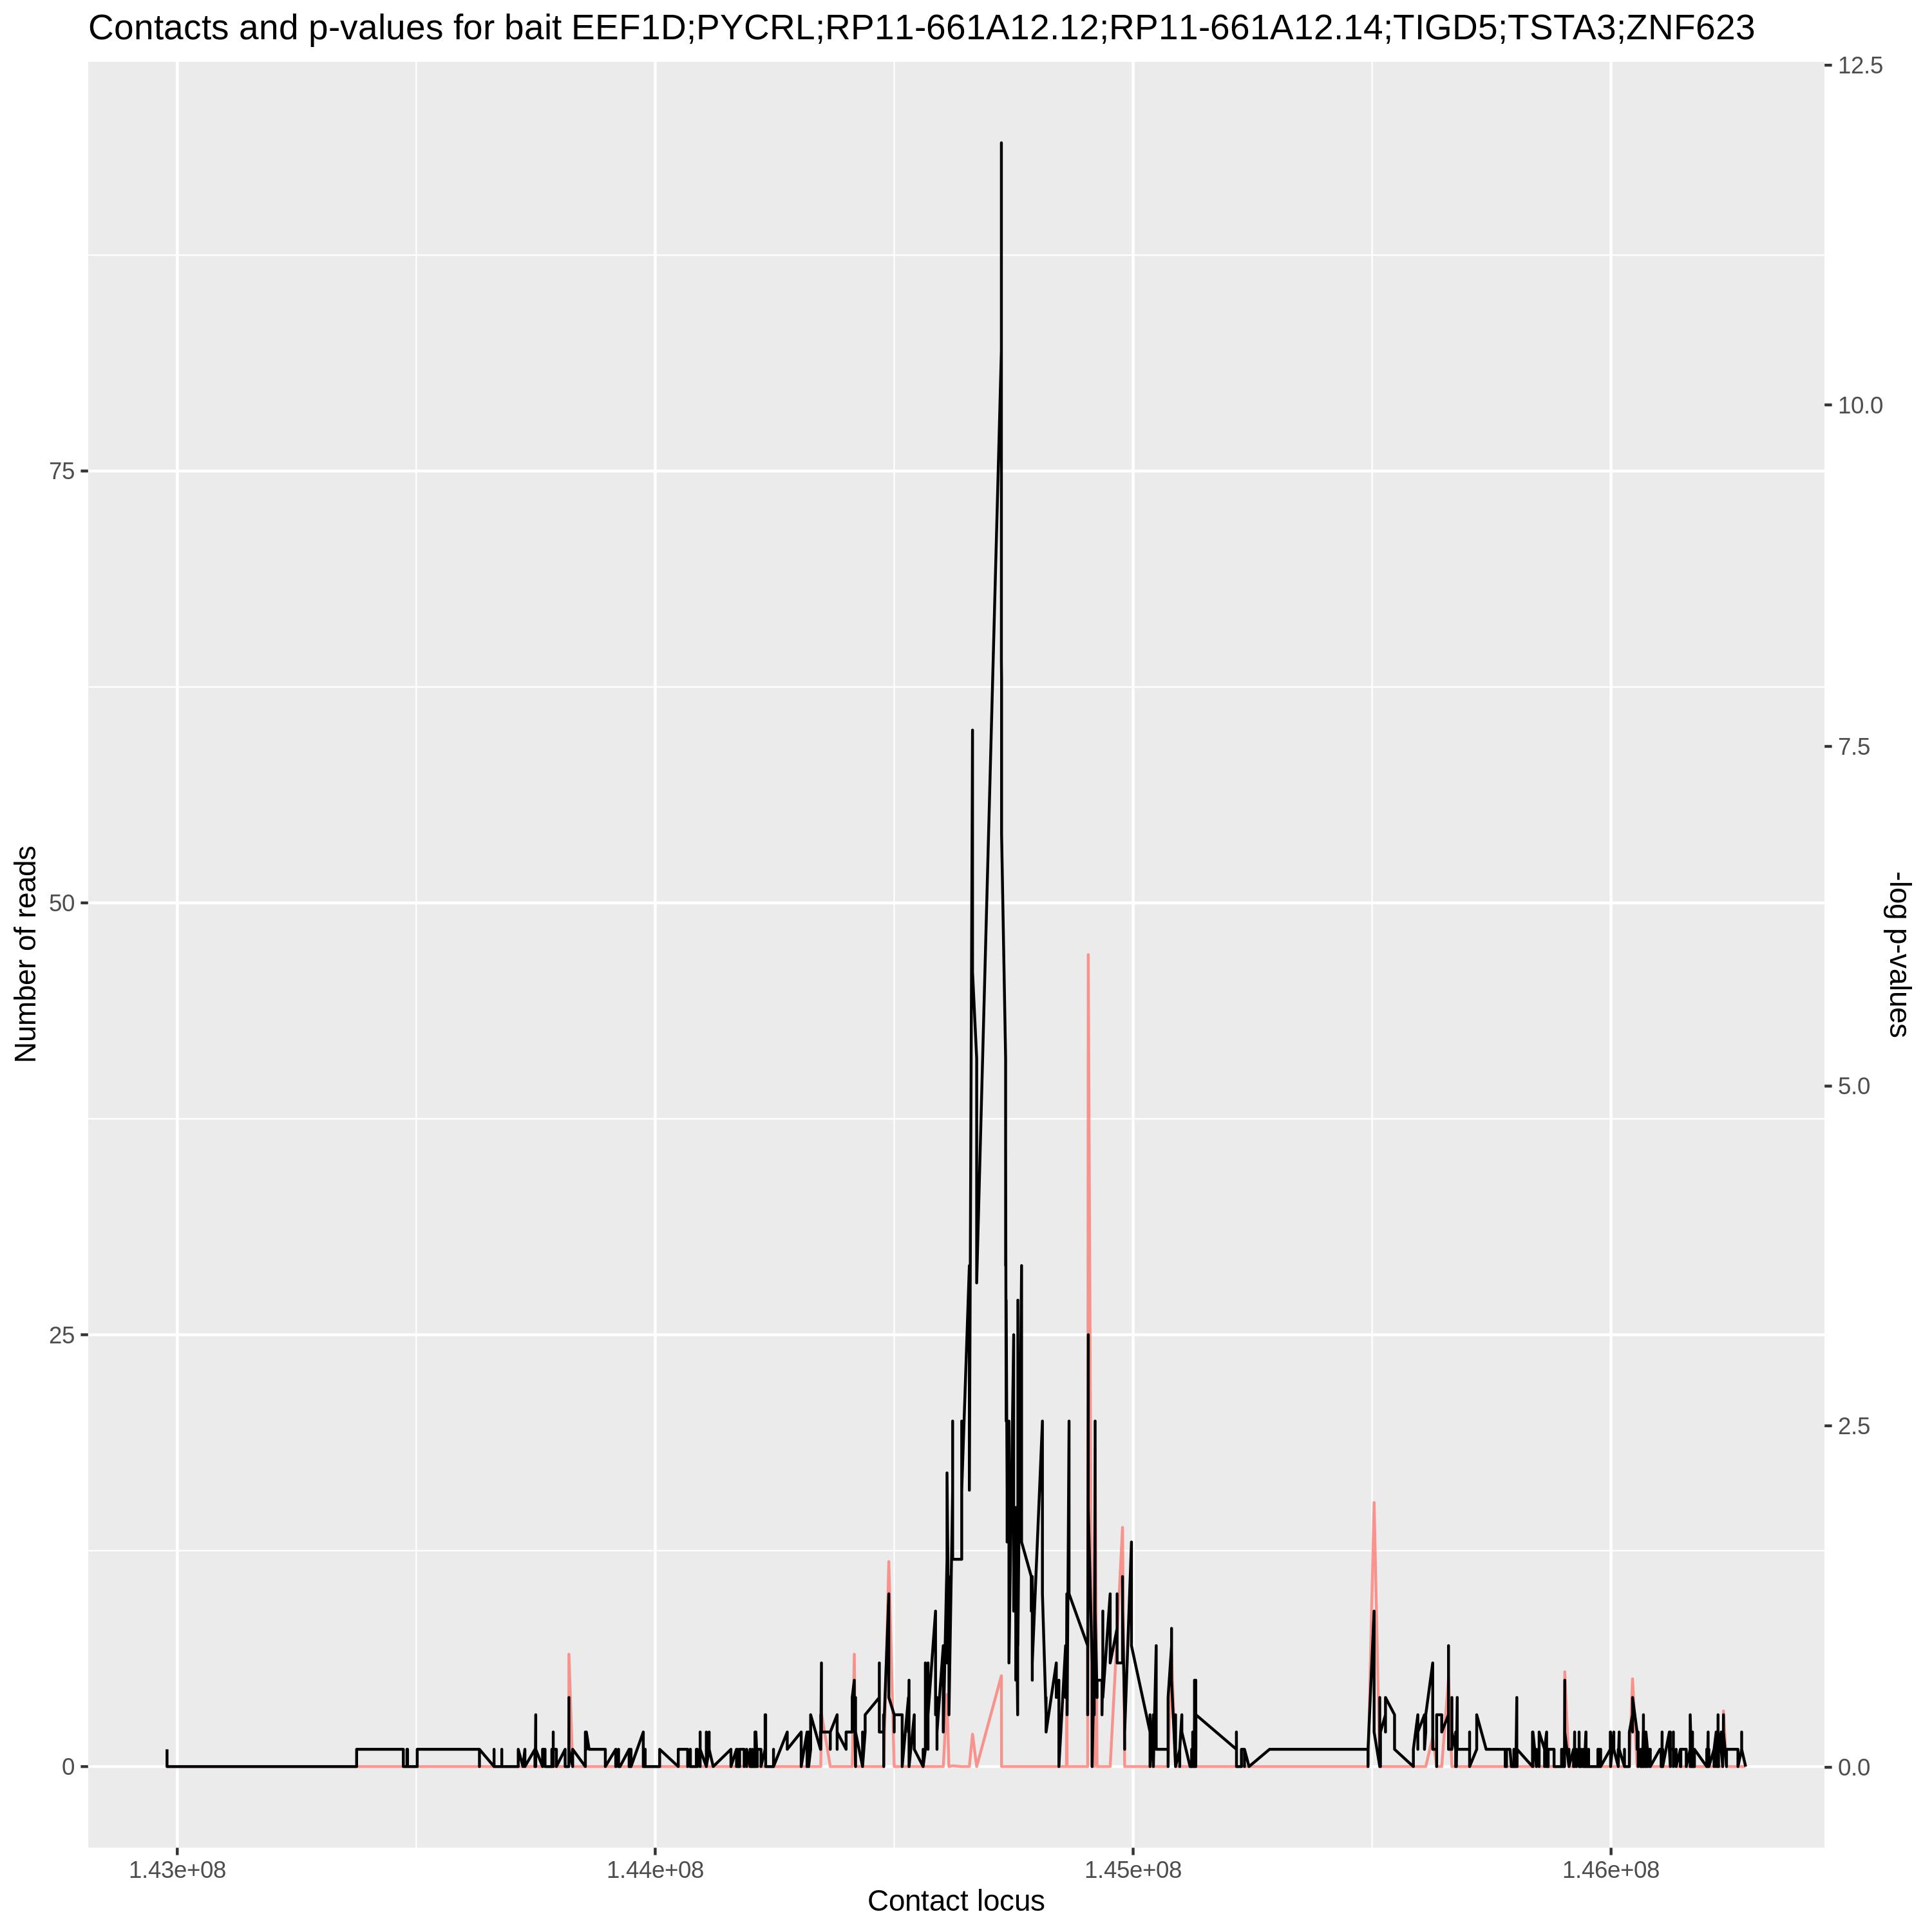 Contacts and p-values for bait EEF1D;PYCRL;RP11-661A12.12;RP11-661A12.14;TIGD5;TSTA3;ZNF623
12.5
10.0
75
7.5
Number of reads
50
-log p-values
5.0
25
2.5
0
0.0
1.43e+08 1.44e+08 1.45e+08 1.46e+08
Contact locus